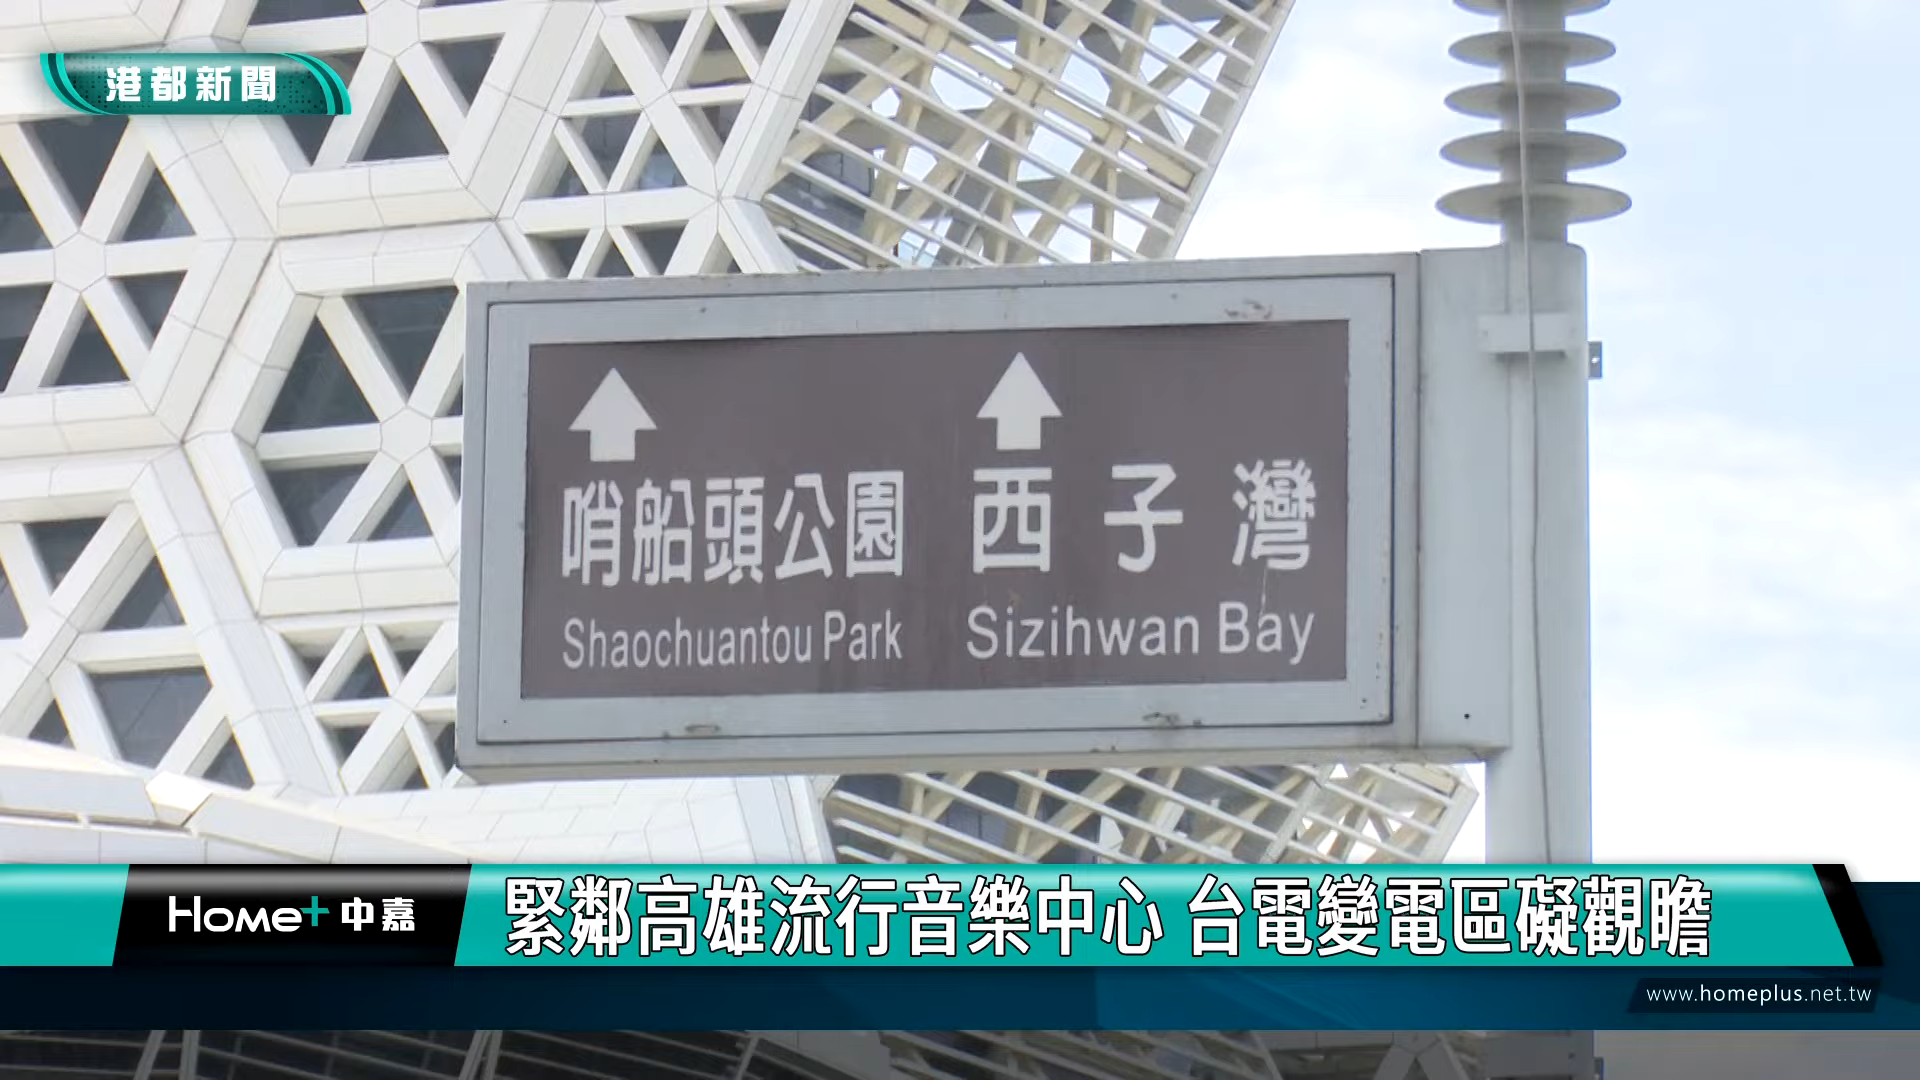 港都新聞
哨船頭公園 西子灣
Shaochuantou Park Sizihwan Bay
Home+ 中嘉 緊鄰高雄流行音樂中心 台電變電區礙觀瞻
www.homeplus.net.tw